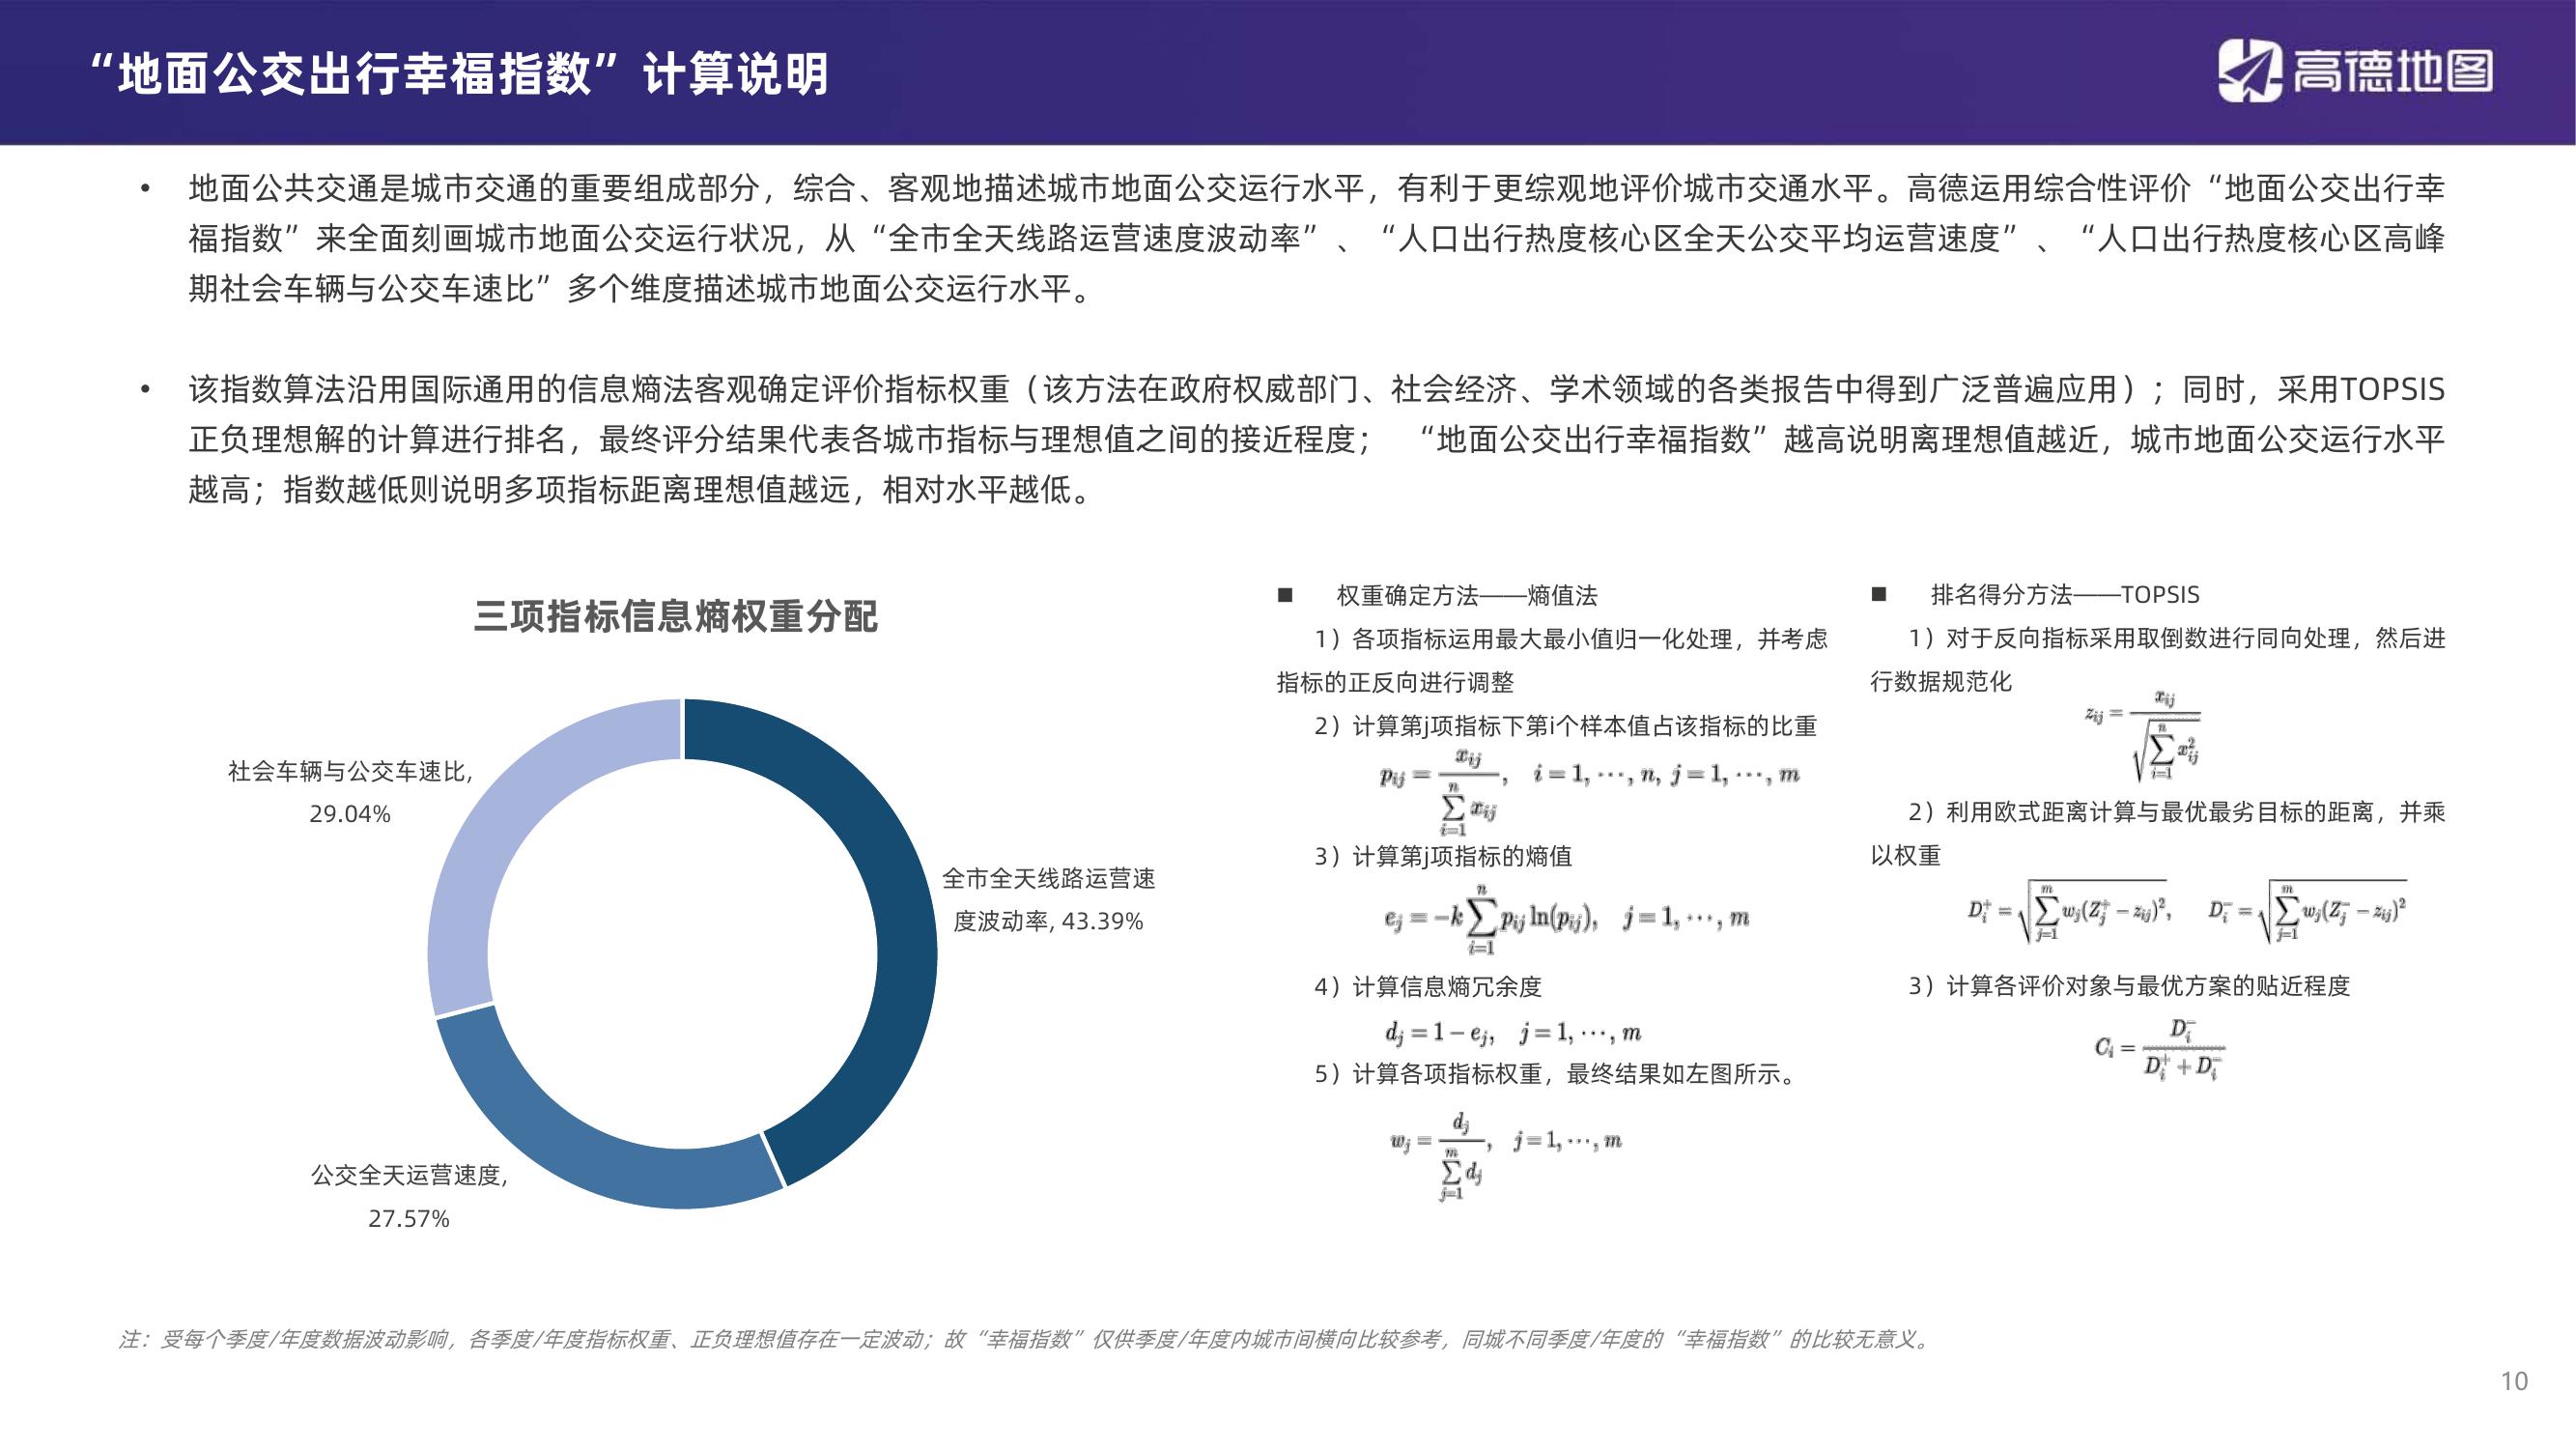 “地面公交出行幸福指数”计算说明
高德地图
• 地面公共交通是城市交通的重要组成部分，综合、客观地描述城市地面公交运行水平，有利于更综观地评价城市交通水平。高德运用综合性评价“地面公交出行幸
福指数”来全面刻画城市地面公交运行状况，从“全市全天线路运营速度波动率”、“人口出行热度核心区全天公交平均运营速度”、“人口出行热度核心区高峰
期社会车辆与公交车速比”多个维度描述城市地面公交运行水平。
• 该指数算法沿用国际通用的信息熵法客观确定评价指标权重（该方法在政府权威部门、社会经济、学术领域的各类报告中得到广泛普遍应用）；同时，采用TOPSIS
正负理想解的计算进行排名，最终评分结果代表各城市指标与理想值之间的接近程度； “地面公交出行幸福指数”越高说明离理想值越近，城市地面公交运行水平
越高；指数越低则说明多项指标距离理想值越远，相对水平越低。
三项指标信息熵权重分配
社会车辆与公交车速比,
29.04%
全市全天线路运营速
度波动率, 43.39%
公交全天运营速度,
27.57%
■ 权重确定方法——熵值法
1）各项指标运用最大最小值归一化处理，并考虑
指标的正反向进行调整
2）计算第j项指标下第i个样本值占该指标的比重
p_{ij} = \frac{x_{ij}}{\sum_{i=1}^{n} x_{ij}}, i = 1, ⋯, n, j = 1, ⋯, m
3）计算第j项指标的熵值
e_j = -k \sum_{i=1}^{n} p_{ij} ln(p_{ij}), j = 1, ⋯, m
4）计算信息熵冗余度
d_j = 1 - e_j, j = 1, ⋯, m
5）计算各项指标权重，最终结果如左图所示。
w_j = \frac{d_j}{\sum_{j=1}^{m} d_j}, j = 1, ⋯, m
■ 排名得分方法——TOPSIS
1）对于反向指标采用取倒数进行同向处理，然后进
行数据规范化
z_{ij} = \frac{x_{ij}}{\sqrt{\sum_{i=1}^{n} x_{ij}^2}}
2）利用欧式距离计算与最优最劣目标的距离，并乘
以权重
D_i^+ = \sqrt{\sum_{j=1}^{m} w_j(Z_j^+ - z_{ij})^2}, D_i^- = \sqrt{\sum_{j=1}^{m} w_j(Z_j^- - z_{ij})^2}
3）计算各评价对象与最优方案的贴近程度
C_i = \frac{D_i^-}{D_i^+ + D_i^-}
注：受每个季度/年度数据波动影响，各季度/年度指标权重、正负理想值存在一定波动；故“幸福指数”仅供季度/年度内城市间横向比较参考，同城不同季度/年度的“幸福指数”的比较无意义。
10